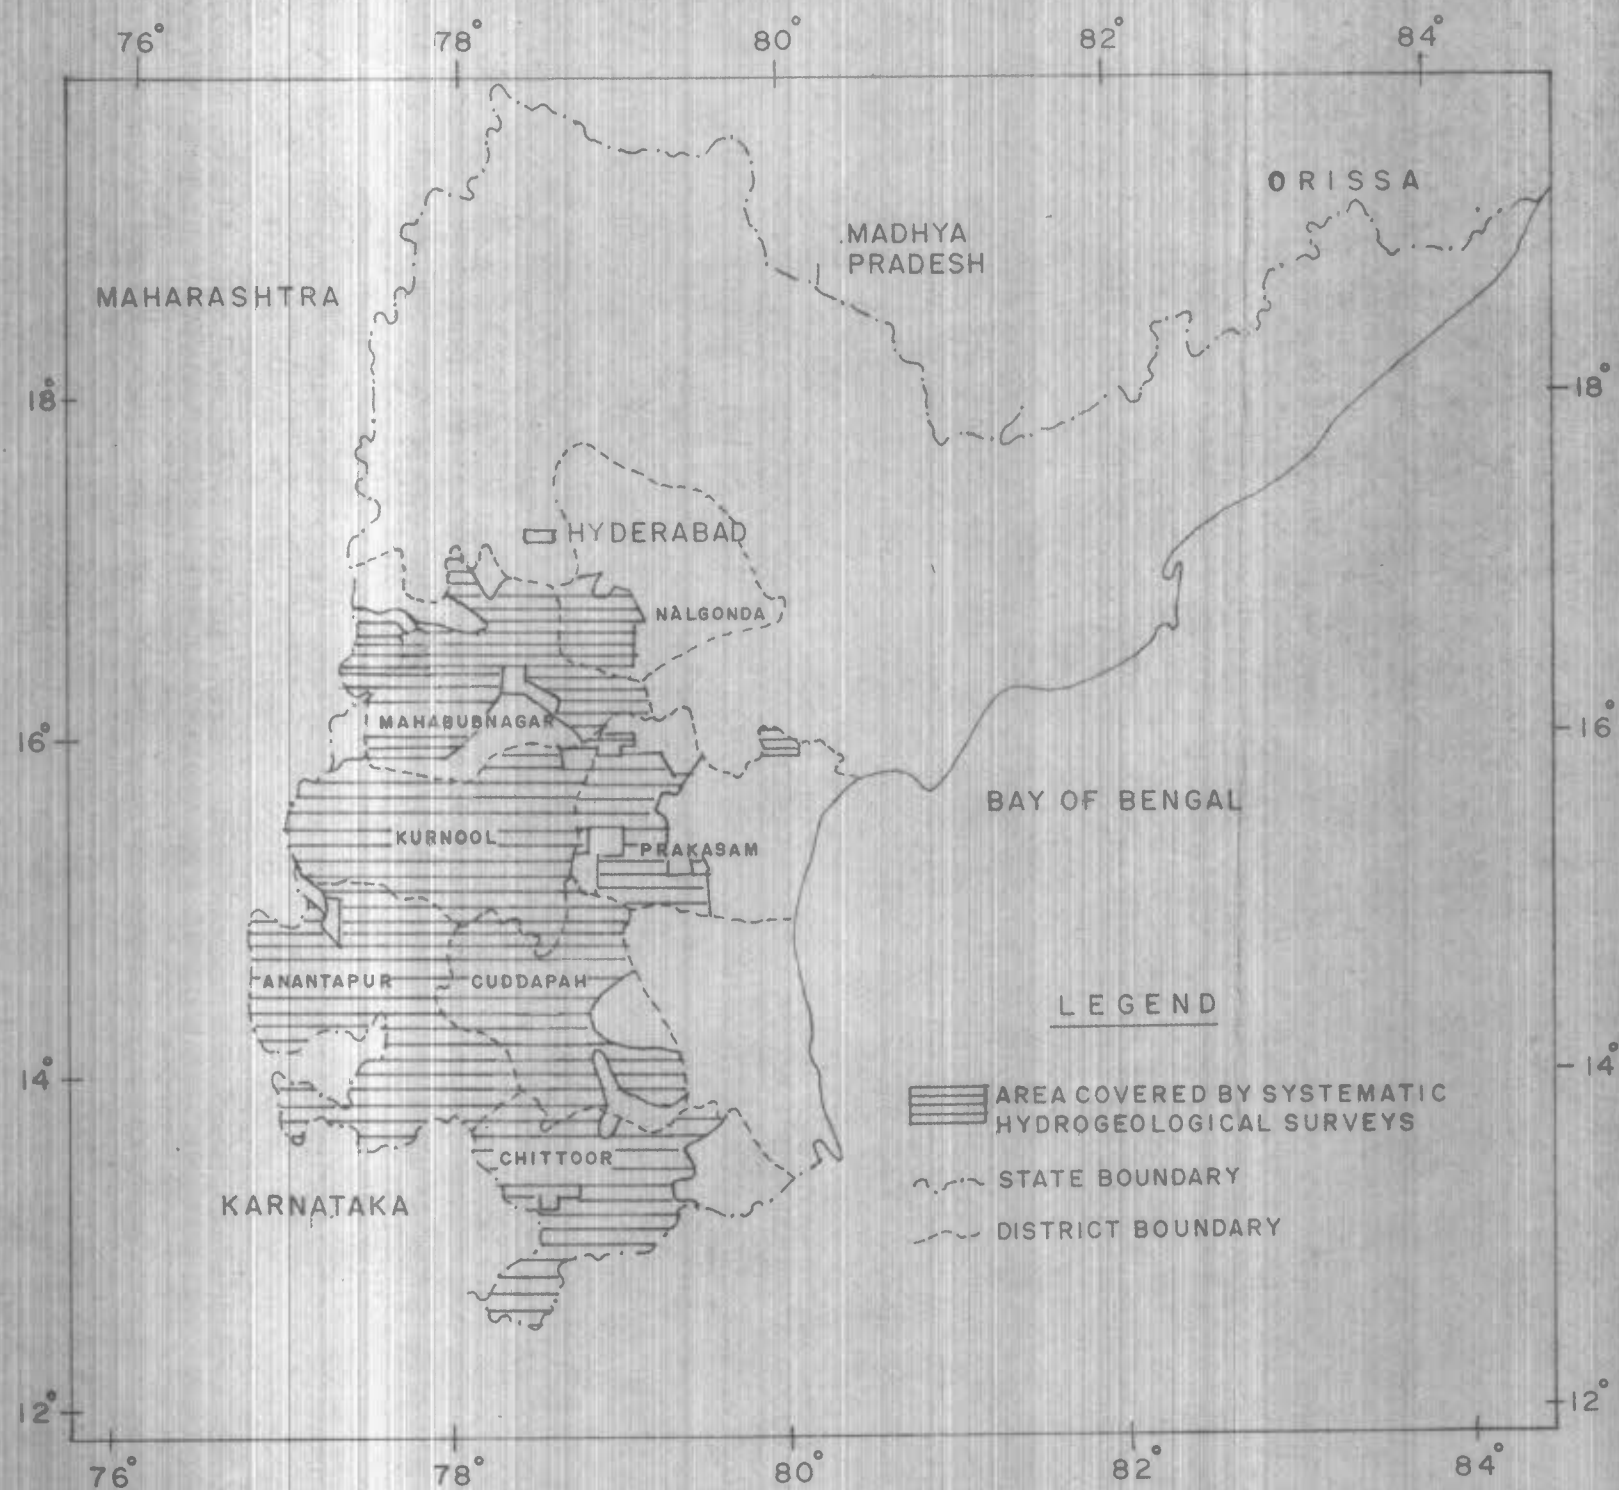 76° 78° 80° 82° 84°
ORISSA
MADHYA
PRADESH
MAHARASHTRA
18° 18°
HYDERABAD
NALGONDA
MAHABUBNAGAR
16° 16°
BAY OF BENGAL
KURNOOL
PRAKASAM
ANANTAPUR
CUDDAPAH
LEGEND
14° 14°
AREA COVERED BY SYSTEMATIC
HYDROGEOLOGICAL SURVEYS
CHITTOOR
STATE BOUNDARY
KARNATAKA
DISTRICT BOUNDARY
12° 12°
76° 78° 80° 82° 84°